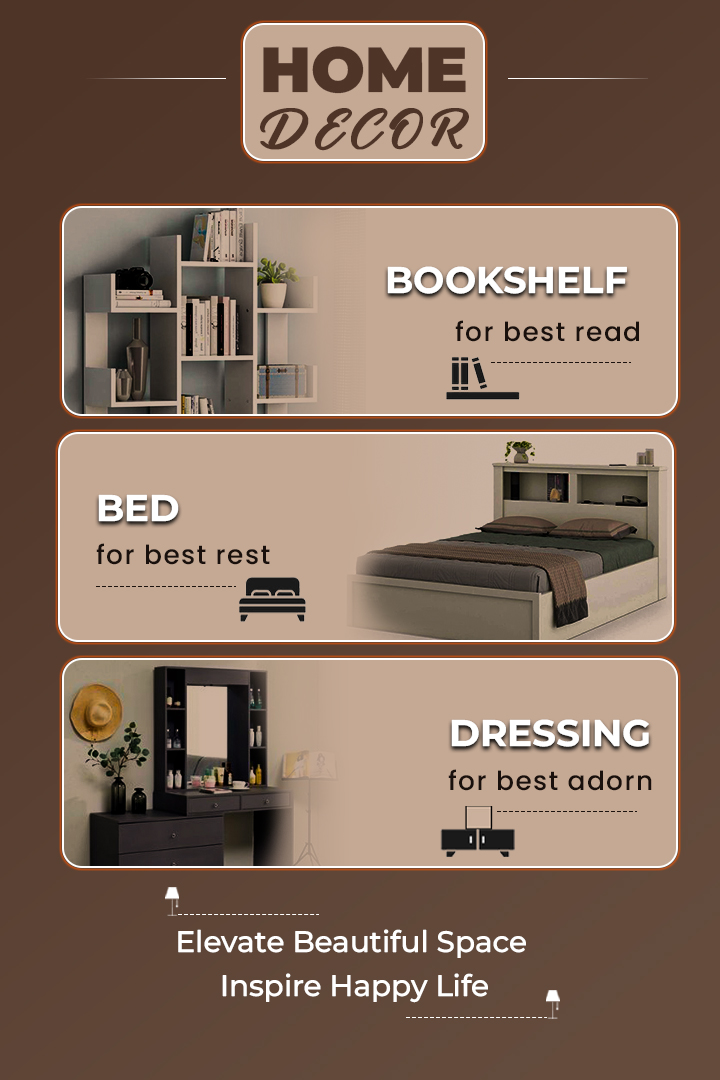 HOME
DECOR
BOOKSHELF
for best read
BED
for best rest
DRESSING
for best adorn
Elevate Beautiful Space
Inspire Happy Life